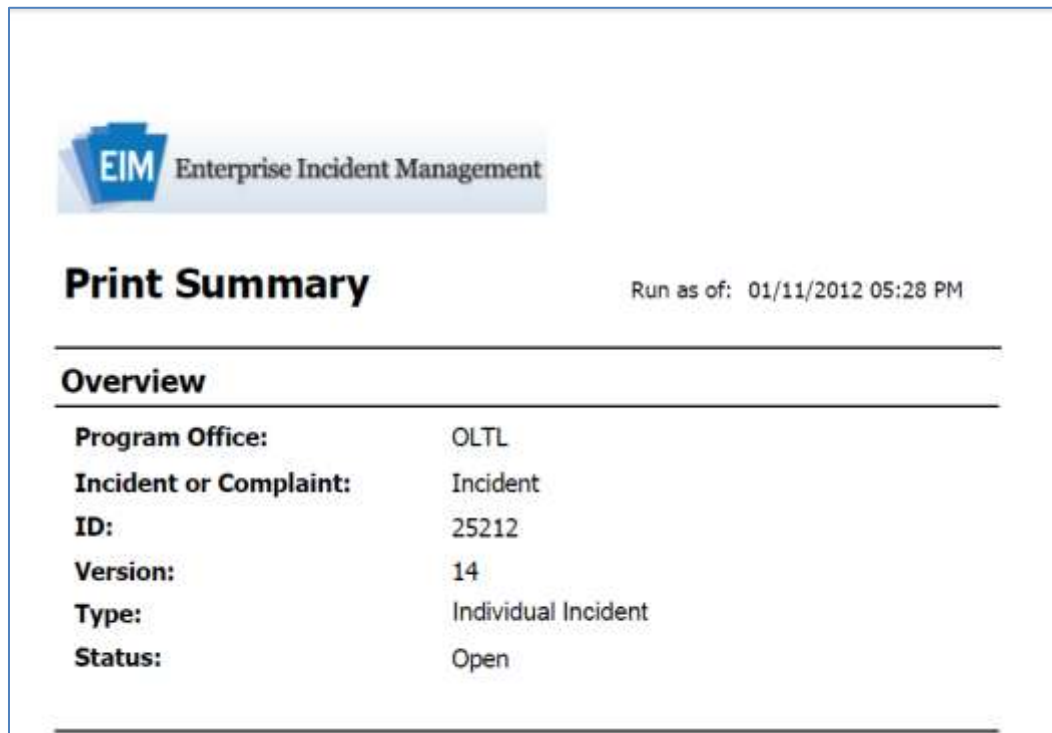 EIM Enterprise Incident Management
Print Summary Run as of: 01/11/2012 05:28 PM
Overview
Program Office: OLTL
Incident or Complaint: Incident
ID: 25212
Version: 14
Type: Individual Incident
Status: Open